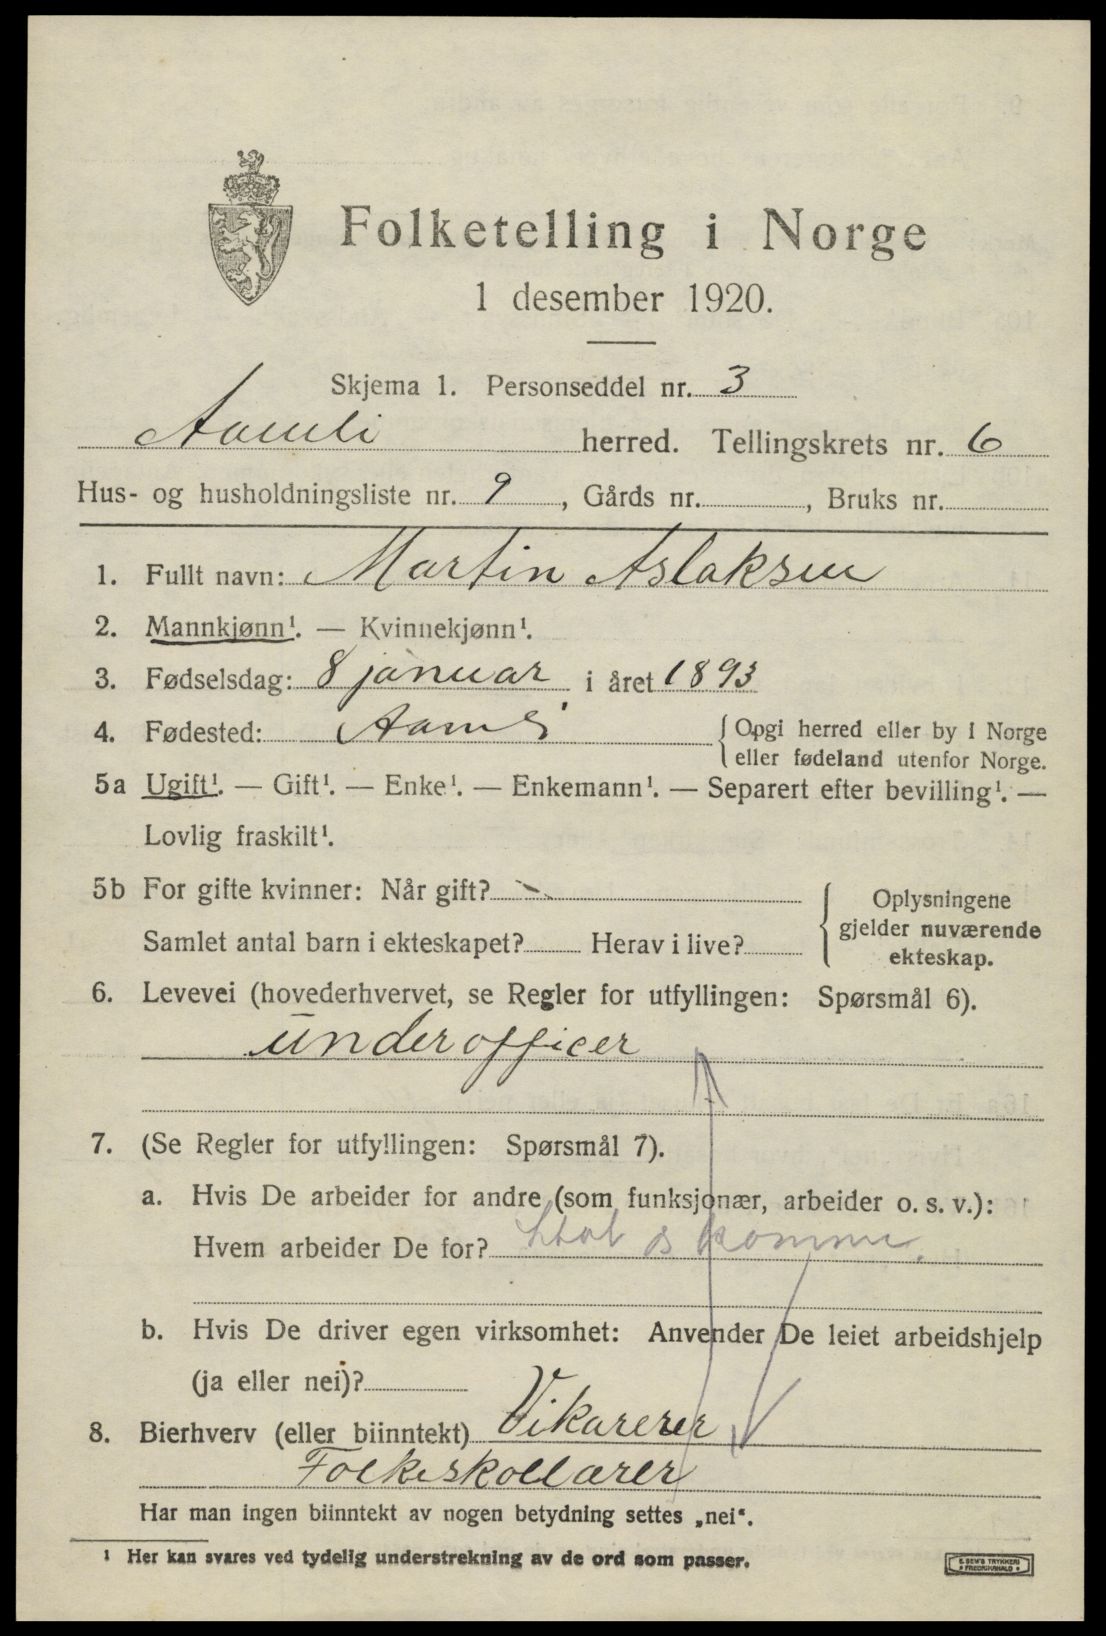 Folketelling i Norge
1 desember 1920.
Skjema 1. Personseddel nr. 3
Aamli herred. Tellingskrets nr. 6
Hus- og husholdningsliste nr. 9, Gårds nr. , Bruks nr.
1. Fullt navn: Martin Aslaksen
2. Mannkjønn¹. — Kvinnekjønn¹.
3. Fødselsdag: 8 januar i året 1893
4. Fødested: Aamli
{ Opgi herred eller by i Norge
eller fødeland utenfor Norge.
5a Ugift¹. — Gift¹. — Enke¹. — Enkemann¹. — Separert efter bevilling¹. —
Lovlig fraskilt¹.
5b For gifte kvinner: Når gift?
Samlet antal barn i ekteskapet? Herav i live?
{ Oplysningene
gjelder nuværende
ekteskap.
6. Levevei (hovederhvervet, se Regler for utfyllingen: Spørsmål 6).
underofficer
7. (Se Regler for utfyllingen: Spørsmål 7).
a. Hvis De arbeider for andre (som funksjonær, arbeider o. s. v.):
Hvem arbeider De for? Stat & Kommune.
b. Hvis De driver egen virksomhet: Anvender De leiet arbeidshjelp
(ja eller nei)?
8. Bierhverv (eller biinntekt) Vikarerer
Folkeskollærer
Har man ingen biinntekt av nogen betydning settes „nei“.
¹ Her kan svares ved tydelig understrekning av de ord som passer.
E. SEM'S TRYKKERI
FREDRIKSHALD